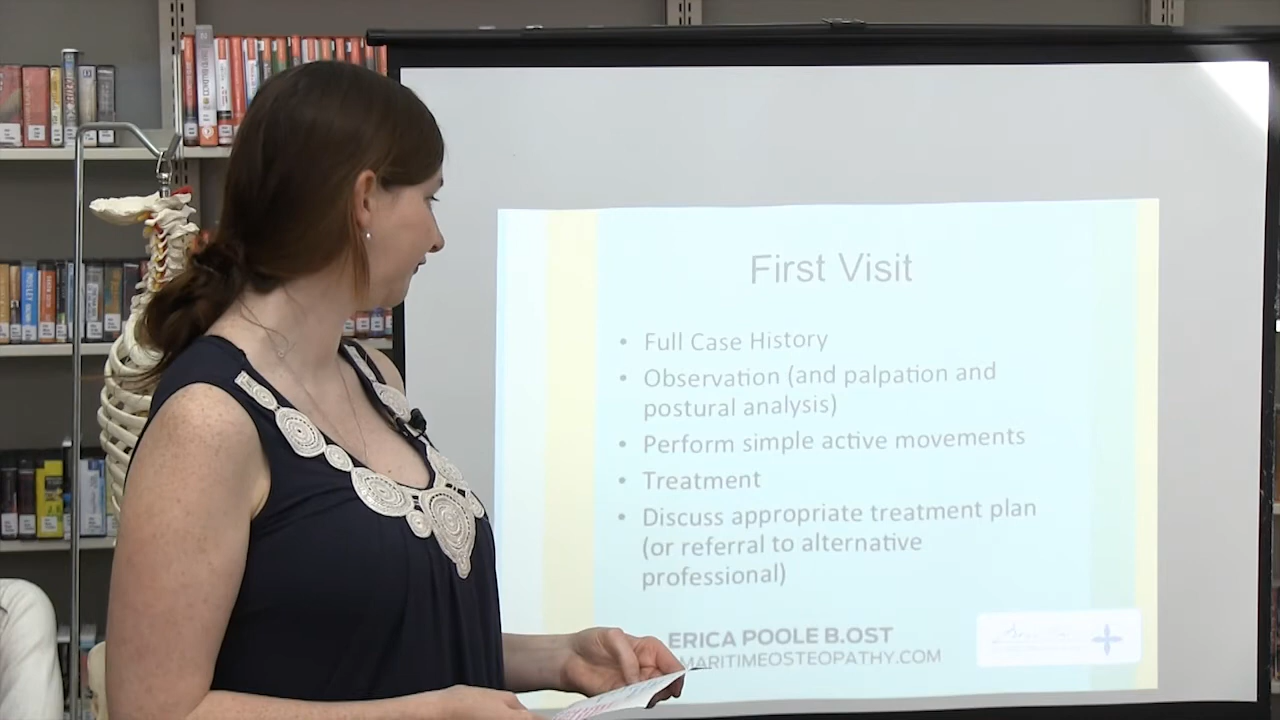 First Visit
• Full Case History
• Observation (and palpation and
postural analysis)
• Perform simple active movements
• Treatment
• Discuss appropriate treatment plan
(or referral to alternative
professional)
ERICA POOLE B.OST
MARITIMEOSTEOPATHY.COM